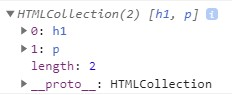 ▼HTMLCollection(2) [h1, p] i
▶ 0: h1
▶ 1: p
length: 2
▶ __proto__: HTMLCollection